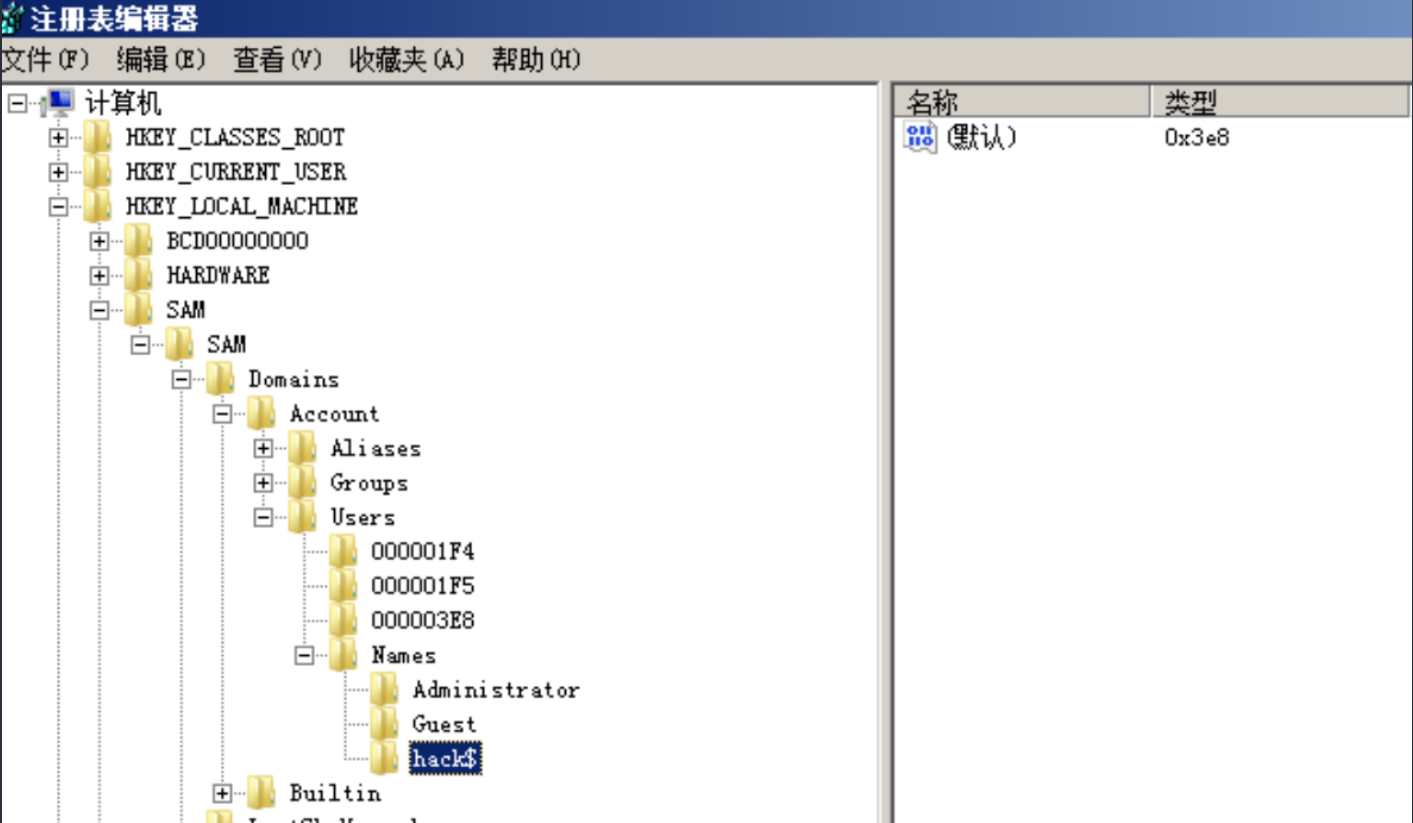 注册表编辑器
文件(F) 编辑(E) 查看(V) 收藏夹(A) 帮助(H)
计算机
HKEY_CLASSES_ROOT
HKEY_CURRENT_USER
HKEY_LOCAL_MACHINE
BCD00000000
HARDWARE
SAM
SAM
Domains
Account
Aliases
Groups
Users
000001F4
000001F5
000003E8
Names
Administrator
Guest
hack$
Builtin
名称 类型
(默认) 0x3e8